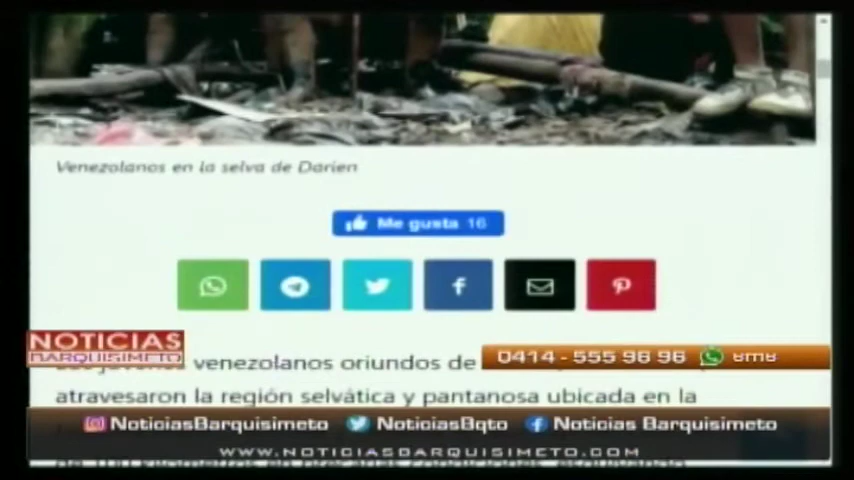 Venezolanos en la selva de Darien
Me gusta 16
NOTICIAS
BARQUISIMETO
venezolanos oriundos de
0414 - 555 96 96
atravesaron la región selvática y pantanosa ubicada en la
NoticiasBarquisimeto NoticiasBqto Noticias Barquisimeto
WWW.NOTICIASBARQUISIMETO.COM